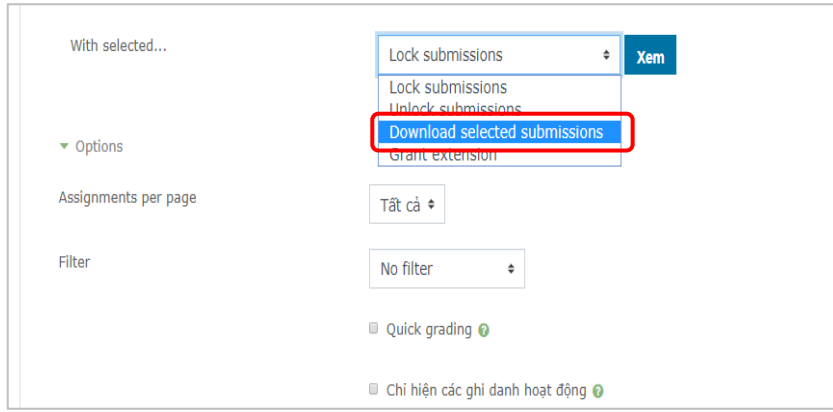 With selected...
Lock submissions
Xem
Lock submissions
Unlock submissions
Download selected submissions
Grant extension
Options
Assignments per page
Tất cả
Filter
No filter
Quick grading
Chỉ hiện các ghi danh hoạt động